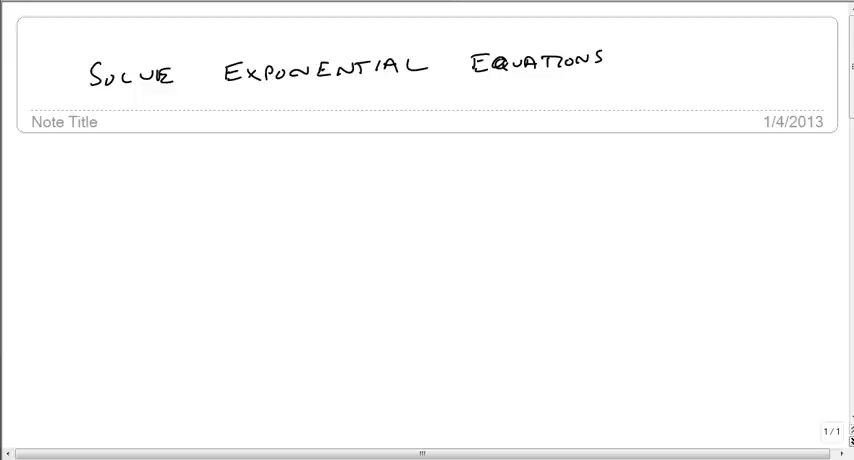 SOLVE EXPONENTIAL EQUATIONS
Note Title
1/4/2013
1 / 1